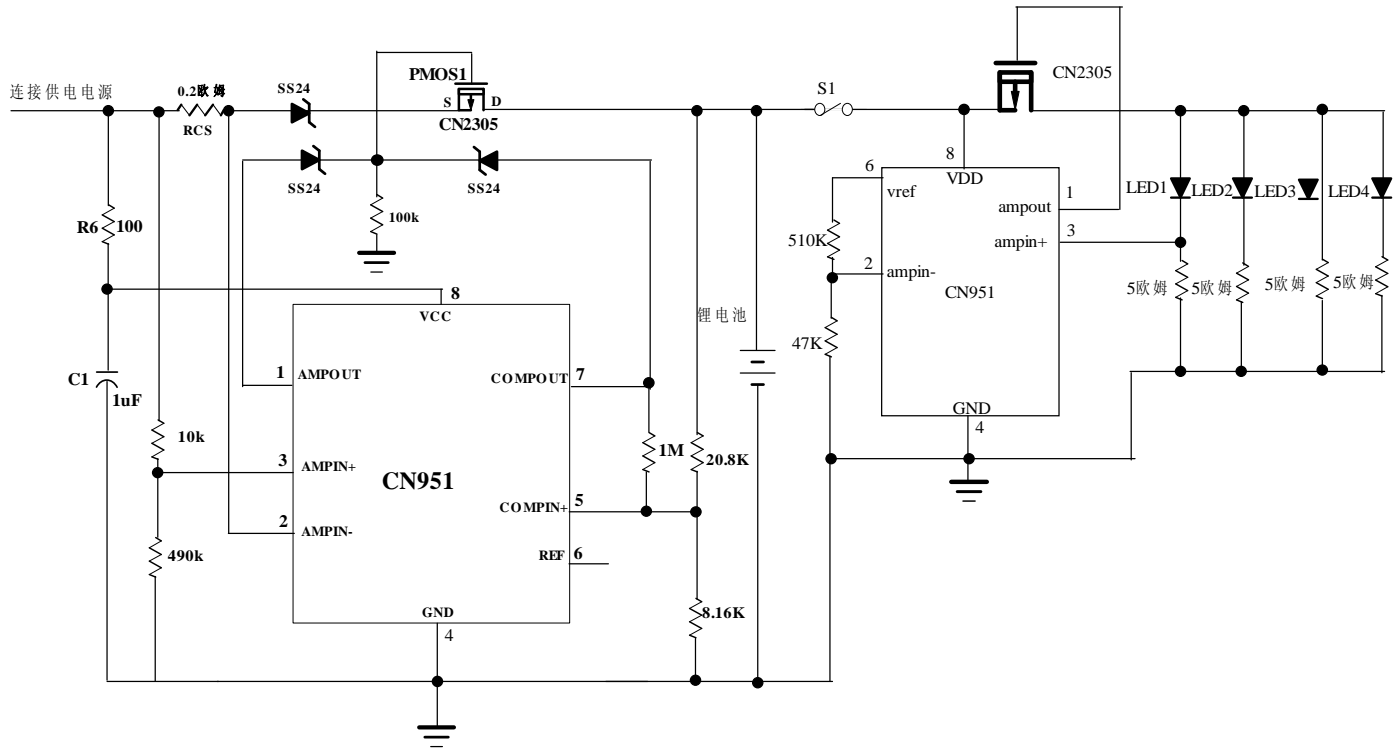 连接供电电源
0.2欧姆
RCS
SS24
PMOS1
S D
CN2305
SS24
SS24
100k
R6 100
C1
1uF
10k
490k
8
VCC
1 AMPOUT
COMPOUT 7
3 AMPIN+
CN951
COMPIN+ 5
2 AMPIN-
REF 6
GND
4
1M
20.8K
8.16K
锂电池
S1
CN2305
8
VDD
6
vref
1
ampout
3
ampin+
2
ampin-
CN951
GND
4
510K
47K
LED1
LED2
LED3
LED4
5欧姆
5欧姆
5欧姆
5欧姆